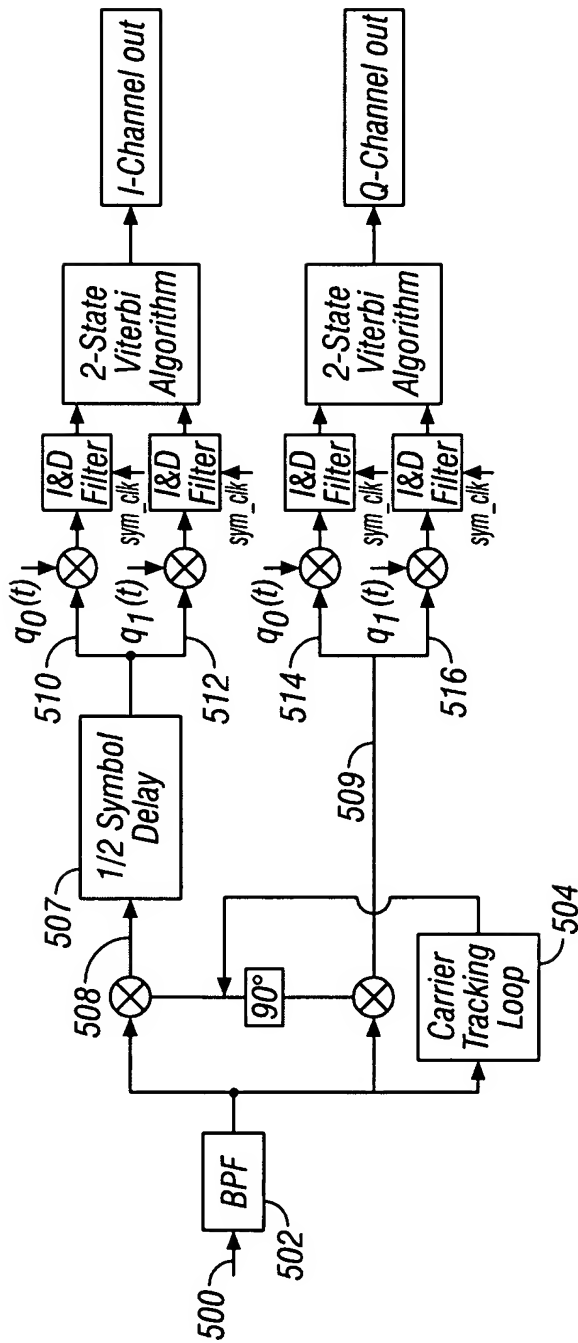 500
BPF
502
508
507
1/2 Symbol
Delay
90°
Carrier
Tracking
Loop
504
509
510
q0(t)
I&D
Filter
sym_clk
512
q1(t)
I&D
Filter
sym_clk
2-State
Viterbi
Algorithm
I-Channel out
514
q0(t)
I&D
Filter
sym_clk
516
q1(t)
I&D
Filter
sym_clk
2-State
Viterbi
Algorithm
Q-Channel out